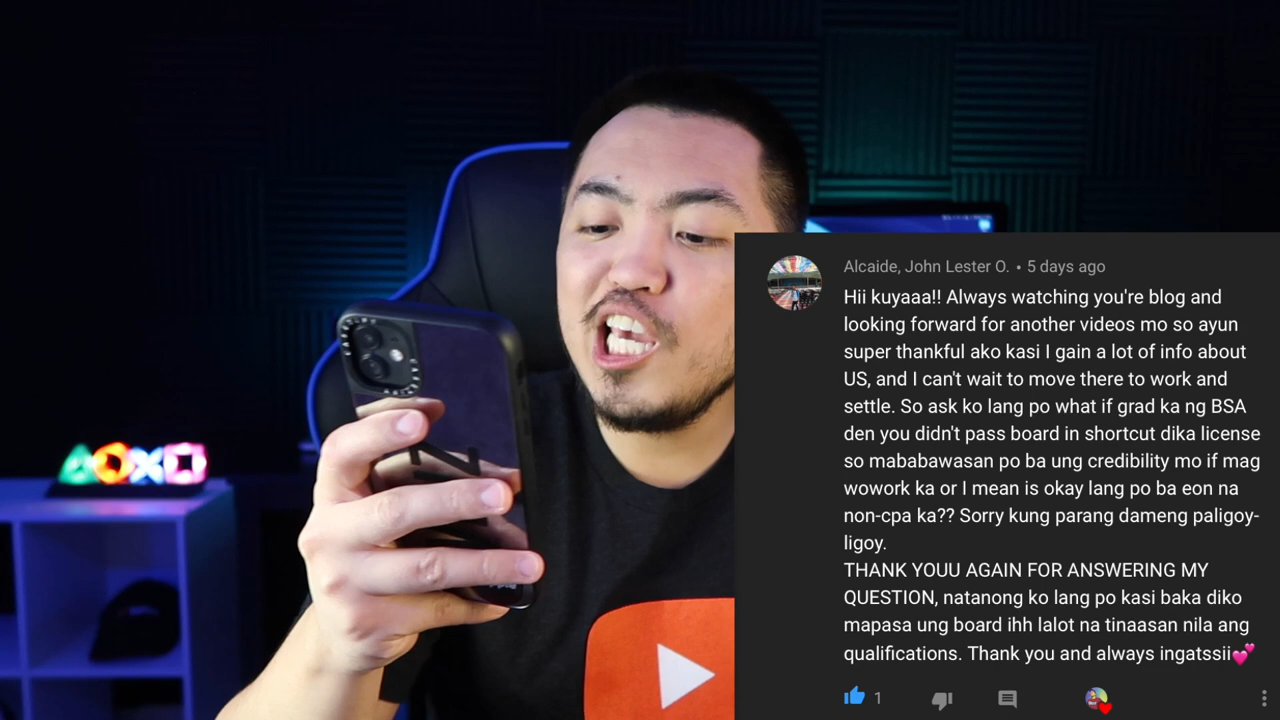 Alcaide, John Lester O. • 5 days ago
Hii kuyaaa!! Always watching you're blog and
looking forward for another videos mo so ayun
super thankful ako kasi I gain a lot of info about
US, and I can't wait to move there to work and
settle. So ask ko lang po what if grad ka ng BSA
den you didn't pass board in shortcut dika license
so mababawasan po ba ung credibility mo if mag
wowork ka or I mean is okay lang po ba eon na
non-cpa ka?? Sorry kung parang dameng paligoy-
ligoy.
THANK YOUU AGAIN FOR ANSWERING MY
QUESTION, natanong ko lang po kasi baka diko
mapasa ung board ihh lalot na tinaasan nila ang
qualifications. Thank you and always ingatssii💕
1